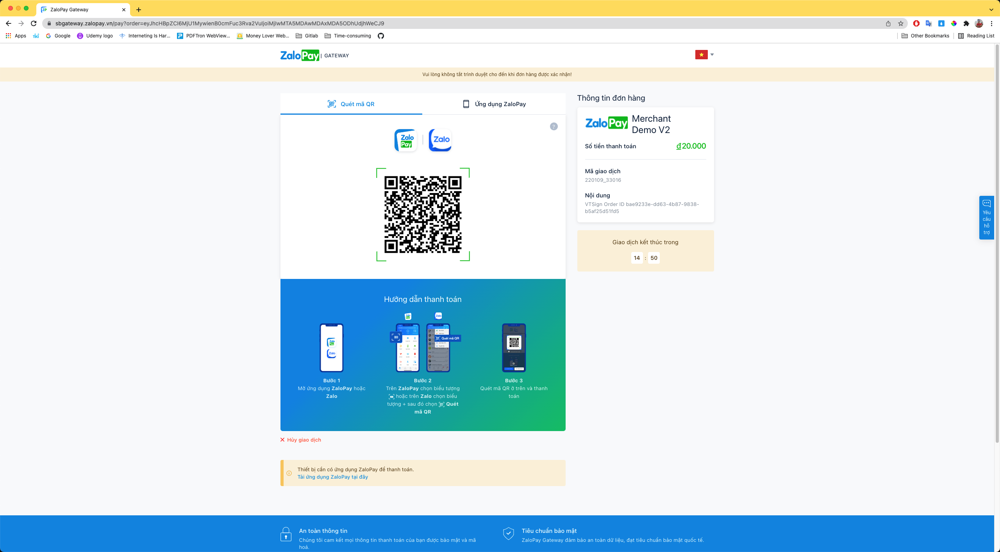 ZaloPay Gateway
sbgateway.zalopay.vn/pay?order=eyJhcHBpZCI6MjU1MywienB0cmFuc3Rva2VuIjoiMjIwMTA5MDAwMDAxMDA5ODhUdjhWeCJ9
Apps TIKI Google Udemy logo Interneting Is Har... PDFTron WebView... Money Lover Web... Gitlab Time-consuming Other Bookmarks Reading List
ZaloPay | GATEWAY
Vui lòng không tắt trình duyệt cho đến khi đơn hàng được xác nhận!
Quét mã QR Ứng dụng ZaloPay
?
Zalo Pay Zalo
Thông tin đơn hàng
ZaloPay Merchant
Demo V2
Số tiền thanh toán ₫20.000
Mã giao dịch
220109_33016
Nội dung
VTSign Order ID bae9233e-dd63-4b87-9838-
b5af25d51fd5
Giao dịch kết thúc trong
14 : 50
Yêu
cầu
hỗ
trợ
Hướng dẫn thanh toán
Zalo Pay Zalo
Zalo
Pay
Zalo
Quét mã QR
Bước 1
Mở ứng dụng ZaloPay hoặc
Zalo
Bước 2
Trên ZaloPay chọn biểu tượng
hoặc trên Zalo chọn biểu
tượng + sau đó chọn Quét
mã QR
Bước 3
Quét mã QR ở trên và thanh
toán
Hủy giao dịch
Thiết bị cần có ứng dụng ZaloPay để thanh toán.
Tải ứng dụng ZaloPay tại đây
An toàn thông tin
Chúng tôi cam kết mọi thông tin thanh toán của bạn được bảo mật và mã
hoá.
Tiêu chuẩn bảo mật
ZaloPay Gateway đảm bảo an toàn dữ liệu, đạt tiêu chuẩn bảo mật quốc tế.